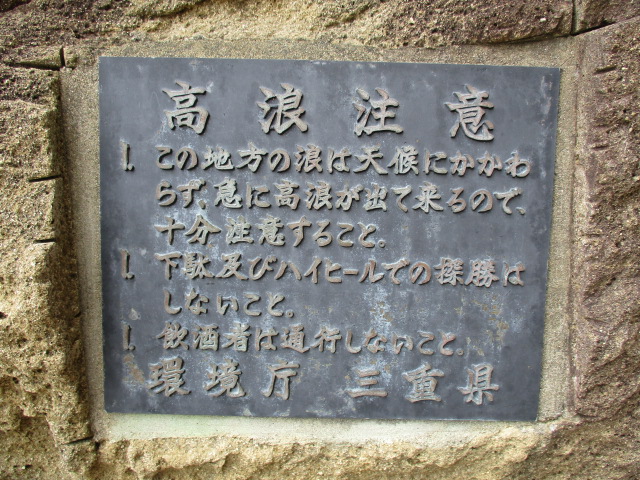 高浪注意
1. この地方の浪は天候にかかわ
らず、急に高浪が出て来るので、
十分注意すること。
1. 下駄及びハイヒールでの探勝は
しないこと。
1. 飲酒者は通行しないこと。
環境庁 三重県